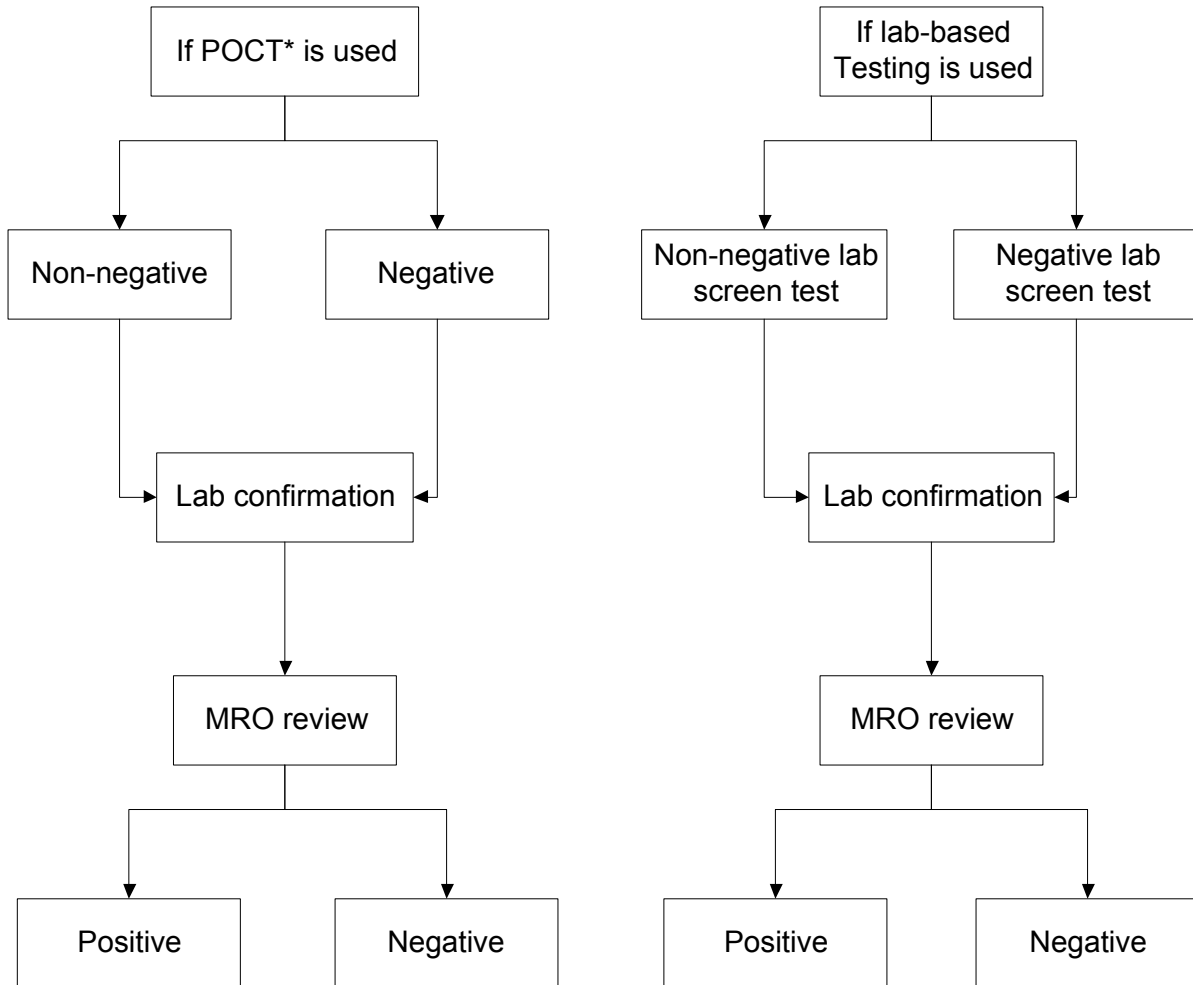 If POCT* is used
If lab-based
Testing is used
Non-negative
Negative
Non-negative lab
screen test
Negative lab
screen test
Lab confirmation
Lab confirmation
MRO review
MRO review
Positive
Negative
Positive
Negative